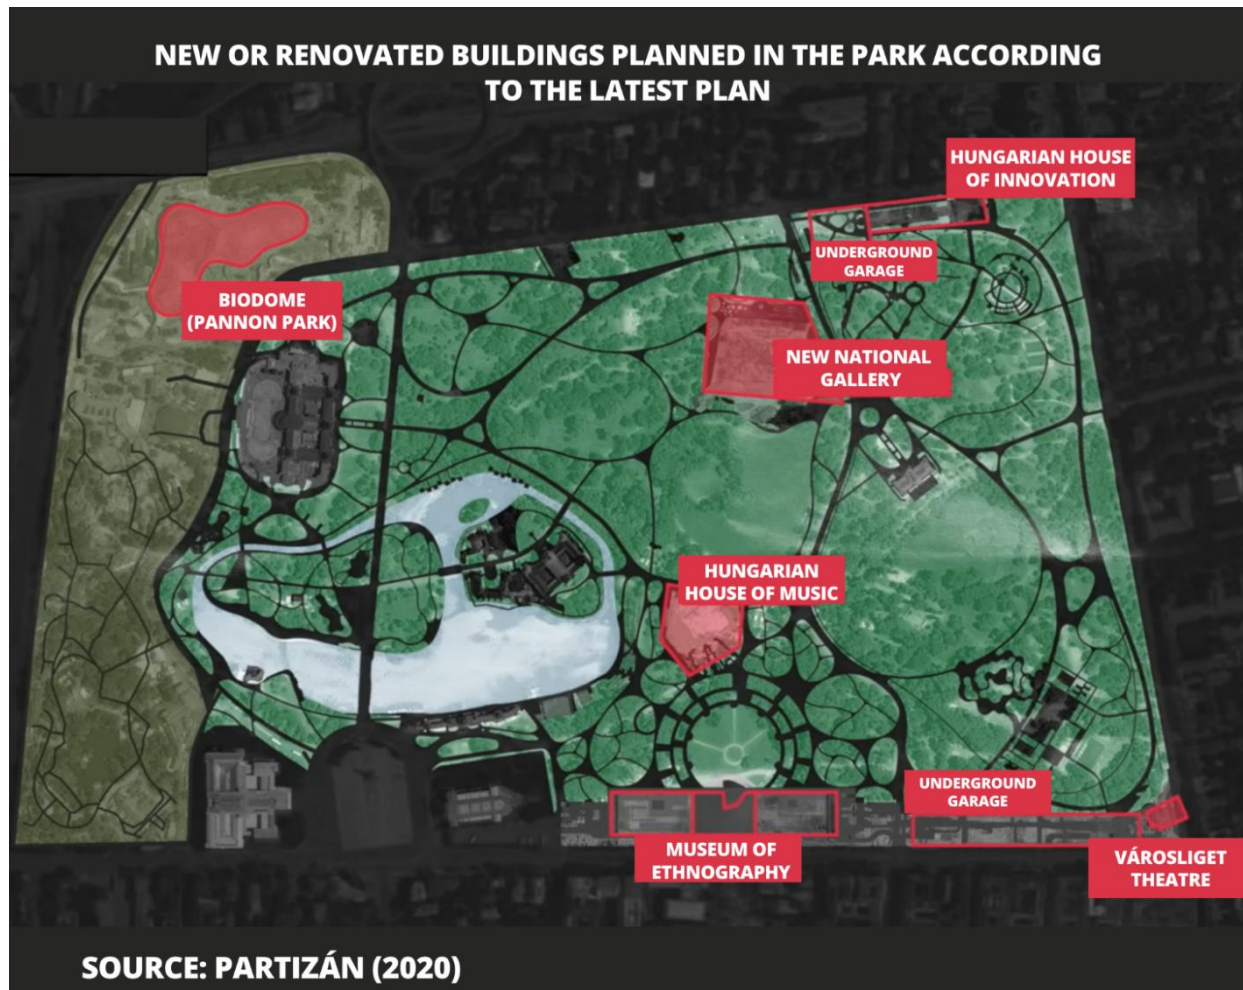 NEW OR RENOVATED BUILDINGS PLANNED IN THE PARK ACCORDING
TO THE LATEST PLAN
HUNGARIAN HOUSE
OF INNOVATION
UNDERGROUND
GARAGE
BIODOME
(PANNON PARK)
NEW NATIONAL
GALLERY
HUNGARIAN
HOUSE OF MUSIC
UNDERGROUND
GARAGE
MUSEUM OF
ETHNOGRAPHY
VÁROSLIGET
THEATRE
SOURCE: PARTIZÁN (2020)